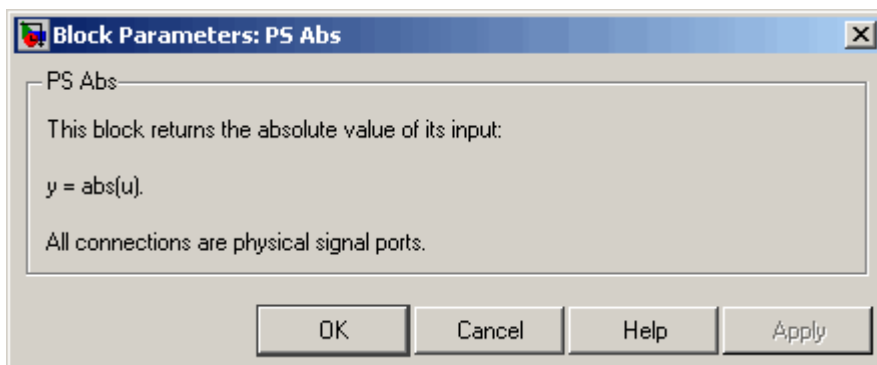 Block Parameters: PS Abs
PS Abs
This block returns the absolute value of its input:
y = abs(u).
All connections are physical signal ports.
OK Cancel Help Apply